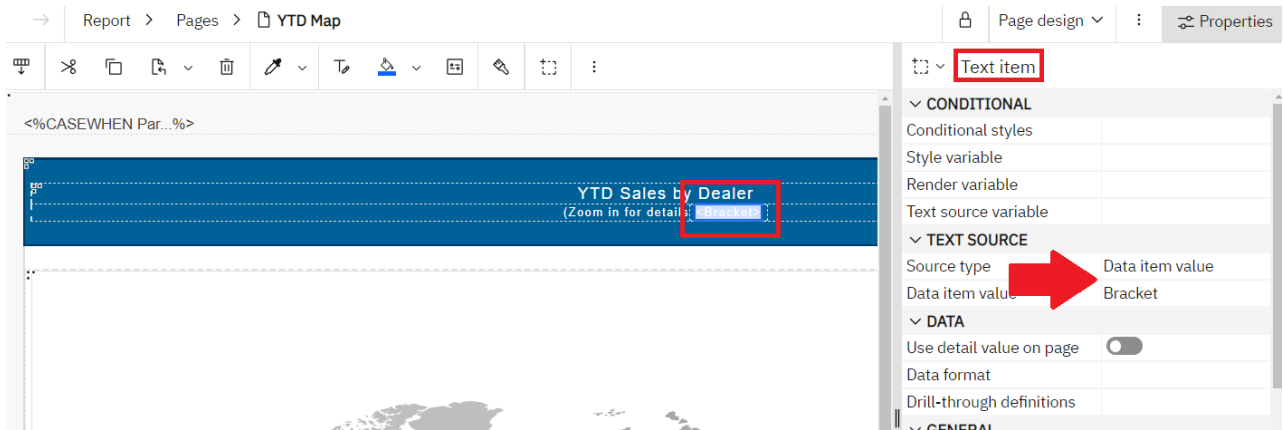 Report > Pages > YTD Map
Page design
Properties
Text item
<%CASEWHEN Par...%>
YTD Sales by Dealer
(Zoom in for details <Bracket>
CONDITIONAL
Conditional styles
Style variable
Render variable
Text source variable
TEXT SOURCE
Source type Data item value
Data item value Bracket
DATA
Use detail value on page
Data format
Drill-through definitions
GENERAL